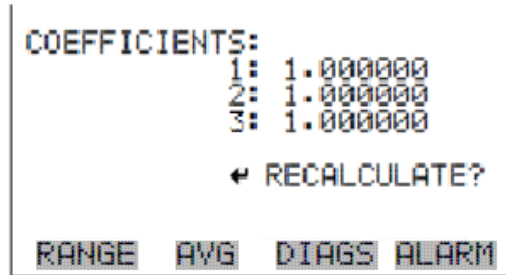 COEFFICIENTS:
1: 1.000000
2: 1.000000
3: 1.000000
↵ RECALCULATE?
RANGE AVG DIAGS ALARM